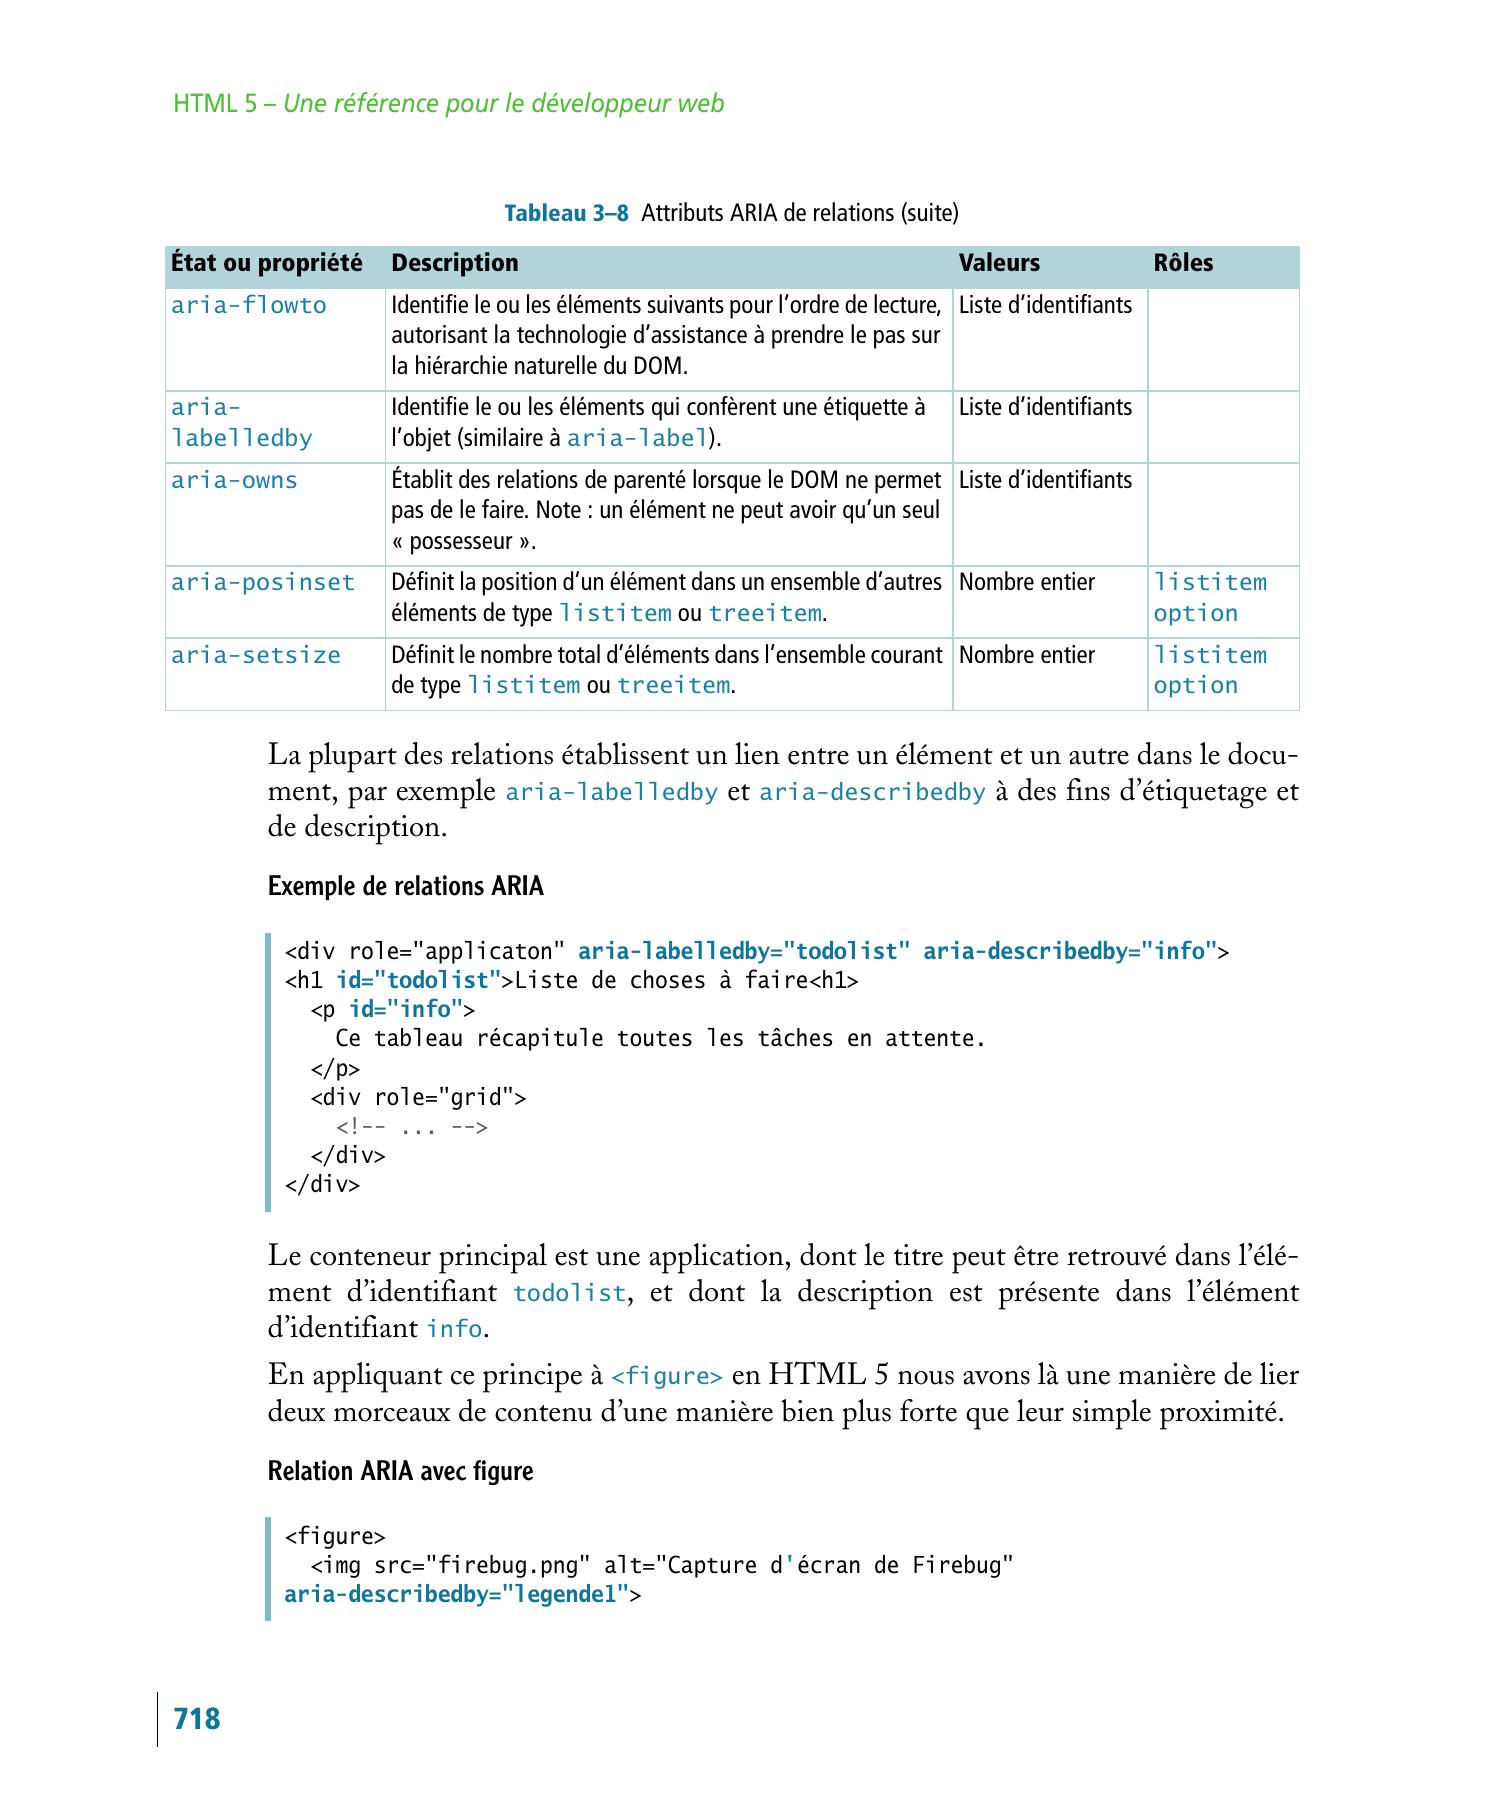 HTML 5 – Une référence pour le développeur web
Tableau 3–8 Attributs ARIA de relations (suite)
État ou propriété Description Valeurs Rôles
aria-flowto Identifie le ou les éléments suivants pour l’ordre de lecture, Liste d’identifiants
autorisant la technologie d’assistance à prendre le pas sur
la hiérarchie naturelle du DOM.
aria- Identifie le ou les éléments qui confèrent une étiquette à Liste d’identifiants
labelledby l’objet (similaire à aria-label).
aria-owns Établit des relations de parenté lorsque le DOM ne permet Liste d’identifiants
pas de le faire. Note : un élément ne peut avoir qu’un seul
« possesseur ».
aria-posinset Définit la position d’un élément dans un ensemble d’autres Nombre entier listitem
éléments de type listitem ou treeitem. option
aria-setsize Définit le nombre total d’éléments dans l’ensemble courant Nombre entier listitem
de type listitem ou treeitem. option
La plupart des relations établissent un lien entre un élément et un autre dans le docu-
ment, par exemple aria-labelledby et aria-describedby à des fins d’étiquetage et
de description.
Exemple de relations ARIA
<div role="applicaton" aria-labelledby="todolist" aria-describedby="info">
<h1 id="todolist">Liste de choses à faire<h1>
<p id="info">
Ce tableau récapitule toutes les tâches en attente.
</p>
<div role="grid">
<!-- ... -->
</div>
</div>
Le conteneur principal est une application, dont le titre peut être retrouvé dans l’élé-
ment d’identifiant todolist, et dont la description est présente dans l’élément
d’identifiant info.
En appliquant ce principe à <figure> en HTML 5 nous avons là une manière de lier
deux morceaux de contenu d’une manière bien plus forte que leur simple proximité.
Relation ARIA avec figure
<figure>
<img src="firebug.png" alt="Capture d'écran de Firebug"
aria-describedby="legende1">
718